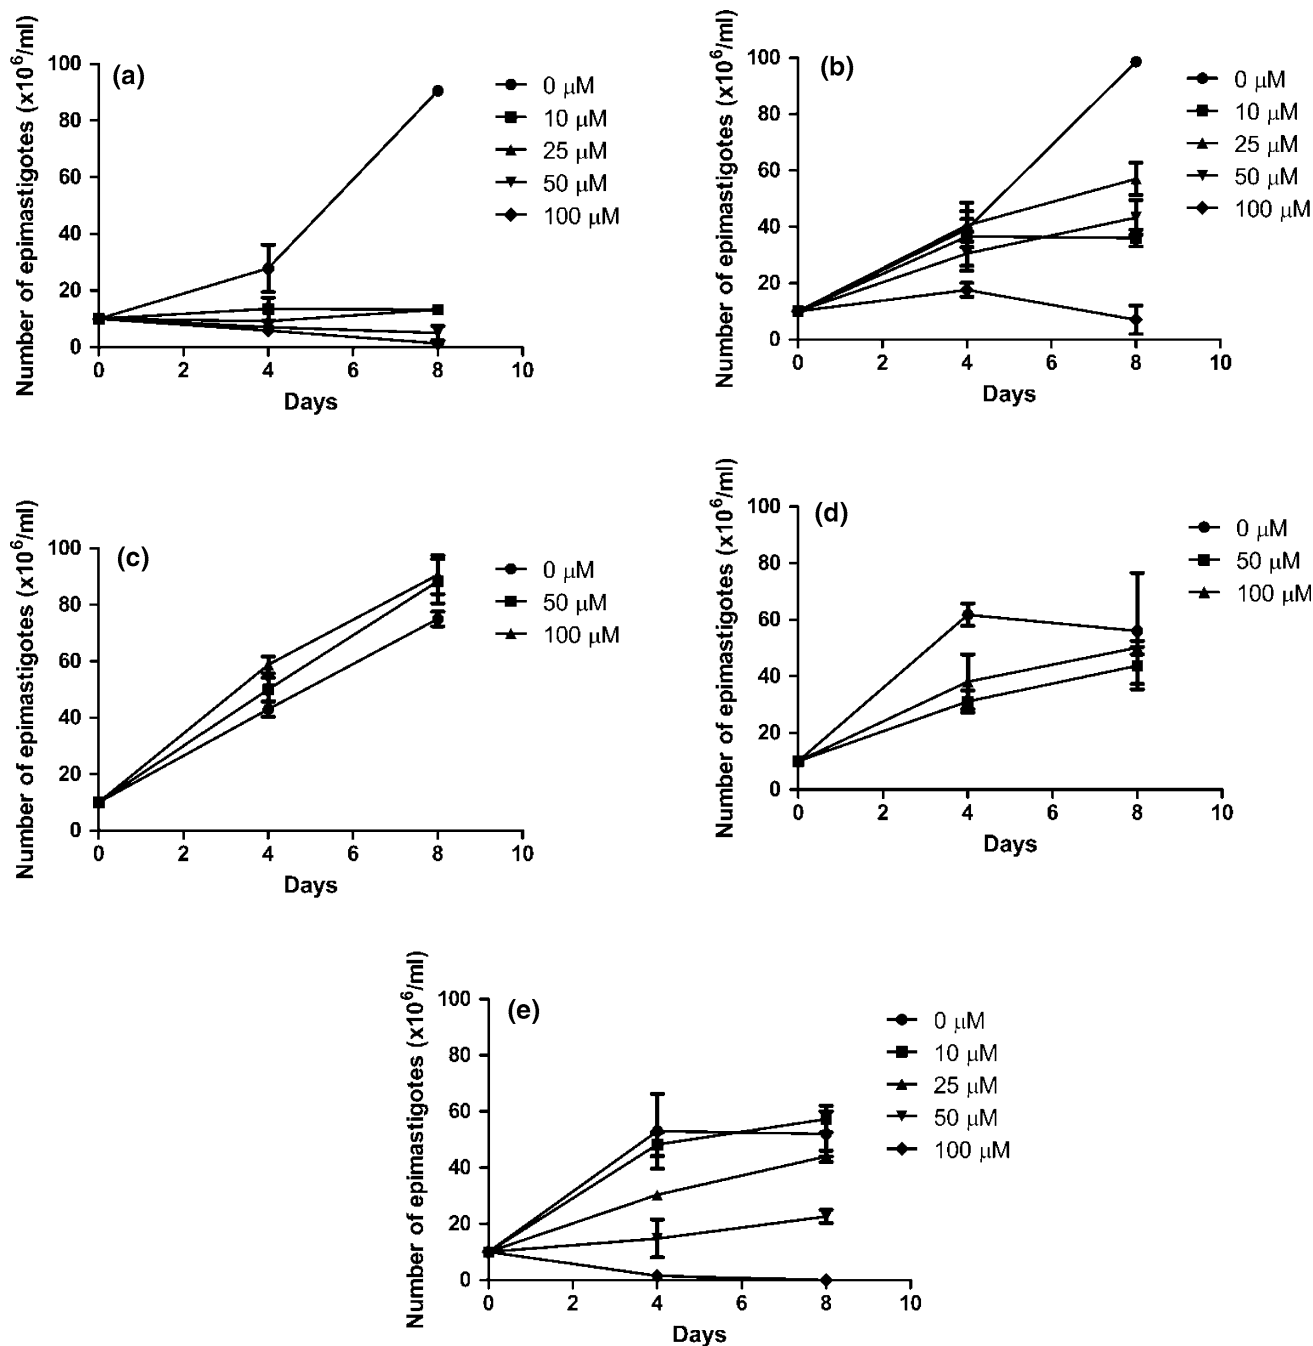 Number of epimastigotes (x10⁶/ml)
(a)
100
80
60
40
20
0
0 2 4 6 8 10
Days
0 µM
10 µM
25 µM
50 µM
100 µM
Number of epimastigotes (x10⁶/ml)
(b)
100
80
60
40
20
0
0 2 4 6 8 10
Days
0 µM
10 µM
25 µM
50 µM
100 µM
Number of epimastigotes (x10⁶/ml)
(c)
100
80
60
40
20
0
0 2 4 6 8 10
Days
0 µM
50 µM
100 µM
Number of epimastigotes (x10⁶/ml)
(d)
100
80
60
40
20
0
0 2 4 6 8 10
Days
0 µM
50 µM
100 µM
Number of epimastigotes (x10⁶/ml)
(e)
100
80
60
40
20
0
0 2 4 6 8 10
Days
0 µM
10 µM
25 µM
50 µM
100 µM